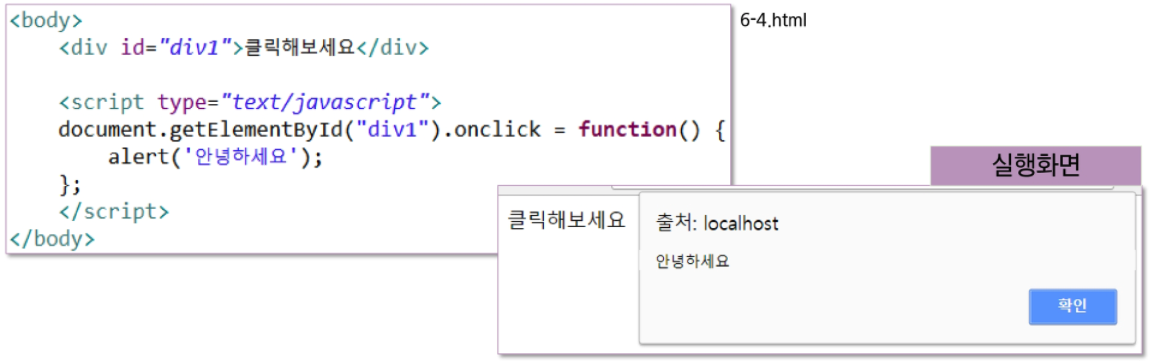 <body>
<div id="div1">클릭해보세요</div>
<script type="text/javascript">
document.getElementById("div1").onclick = function() {
alert('안녕하세요');
};
</script>
</body>
6-4.html
실행화면
클릭해보세요
출처: localhost
안녕하세요
확인